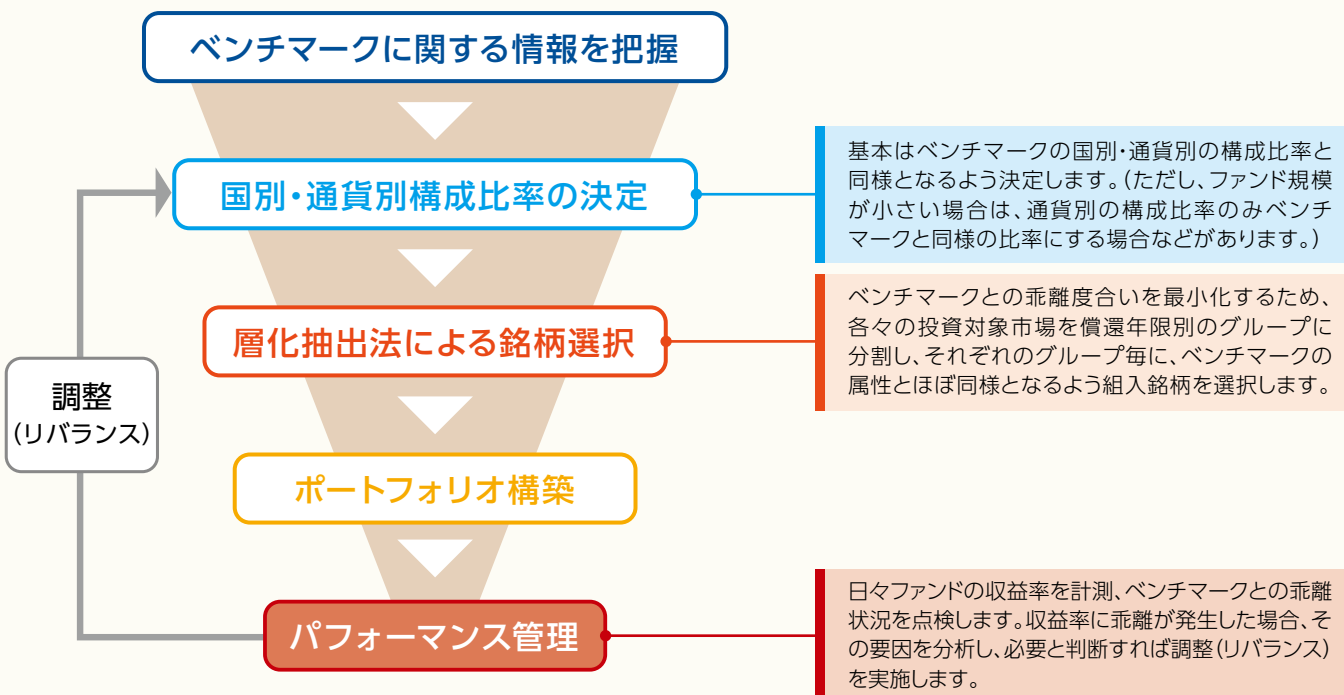 ベンチマークに関する情報を把握
国別・通貨別構成比率の決定
基本はベンチマークの国別・通貨別の構成比率と
同様となるよう決定します。(ただし、ファンド規模
が小さい場合は、通貨別の構成比率のみベンチ
マークと同様の比率にする場合などがあります。)
層化抽出法による銘柄選択
ベンチマークとの乖離度合いを最小化するため、
各々の投資対象市場を償還年限別のグループに
分割し、それぞれのグループ毎に、ベンチマークの
属性とほぼ同様となるよう組入銘柄を選択します。
調整
(リバランス)
ポートフォリオ構築
パフォーマンス管理
日々ファンドの収益率を計測、ベンチマークとの乖離
状況を点検します。収益率に乖離が発生した場合、そ
の要因を分析し、必要と判断すれば調整(リバランス)
を実施します。